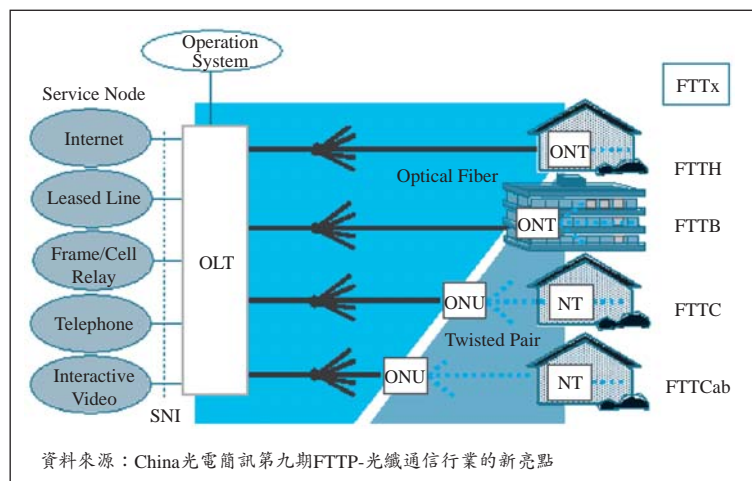 Operation
System
Service Node
Internet
Leased Line
Frame/Cell
Relay
Telephone
Interactive
Video
SNI
OLT
Optical Fiber
Twisted Pair
ONT
ONT
ONU
NT
ONU
NT
FTTx
FTTH
FTTB
FTTC
FTTCab
資料來源：China光電簡訊第九期FTTP-光纖通信行業的新亮點